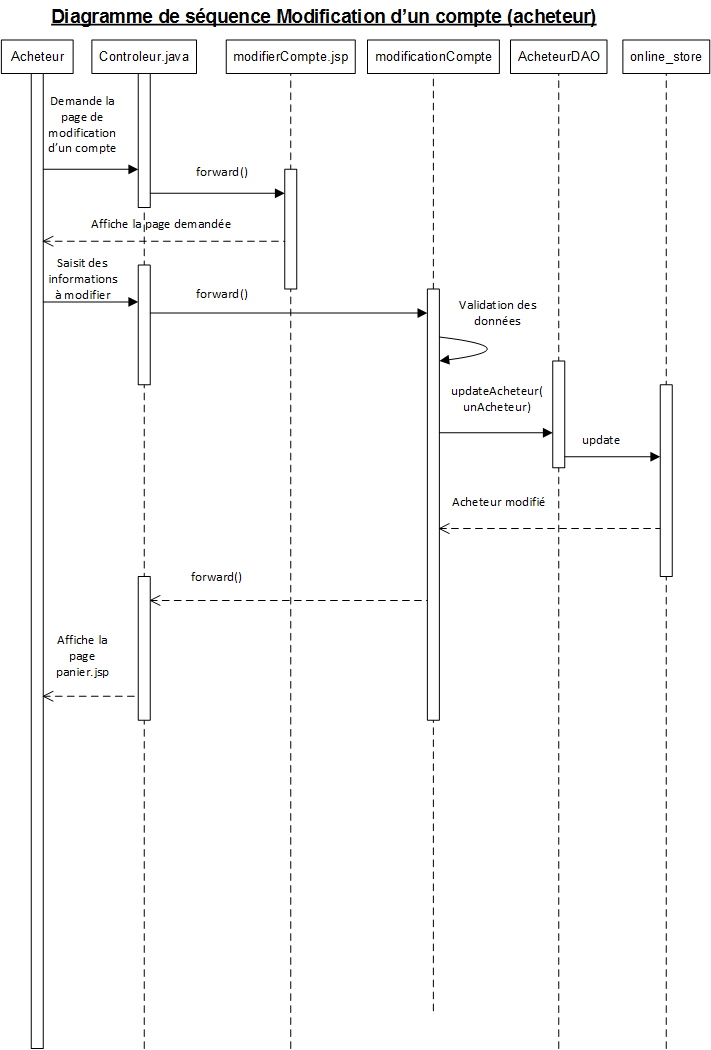 Diagramme de séquence Modification d’un compte (acheteur)
Acheteur
Controleur.java
modifierCompte.jsp
modificationCompte
AcheteurDAO
online_store
Demande la
page de
modification
d’un compte
forward()
Affiche la page demandée
Saisit des
informations
à modifier
forward()
Validation des
données
updateAcheteur(
unAcheteur)
update
Acheteur modifié
forward()
Affiche la
page
panier.jsp